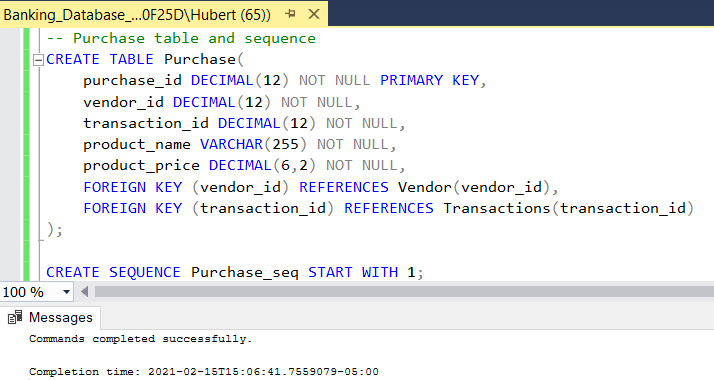 Banking_Database_...0F25D\Hubert (65))
-- Purchase table and sequence
CREATE TABLE Purchase(
purchase_id DECIMAL(12) NOT NULL PRIMARY KEY,
vendor_id DECIMAL(12) NOT NULL,
transaction_id DECIMAL(12) NOT NULL,
product_name VARCHAR(255) NOT NULL,
product_price DECIMAL(6,2) NOT NULL,
FOREIGN KEY (vendor_id) REFERENCES Vendor(vendor_id),
FOREIGN KEY (transaction_id) REFERENCES Transactions(transaction_id)
);
CREATE SEQUENCE Purchase_seq START WITH 1;
100 %
Messages
Commands completed successfully.
Completion time: 2021-02-15T15:06:41.7559079-05:00